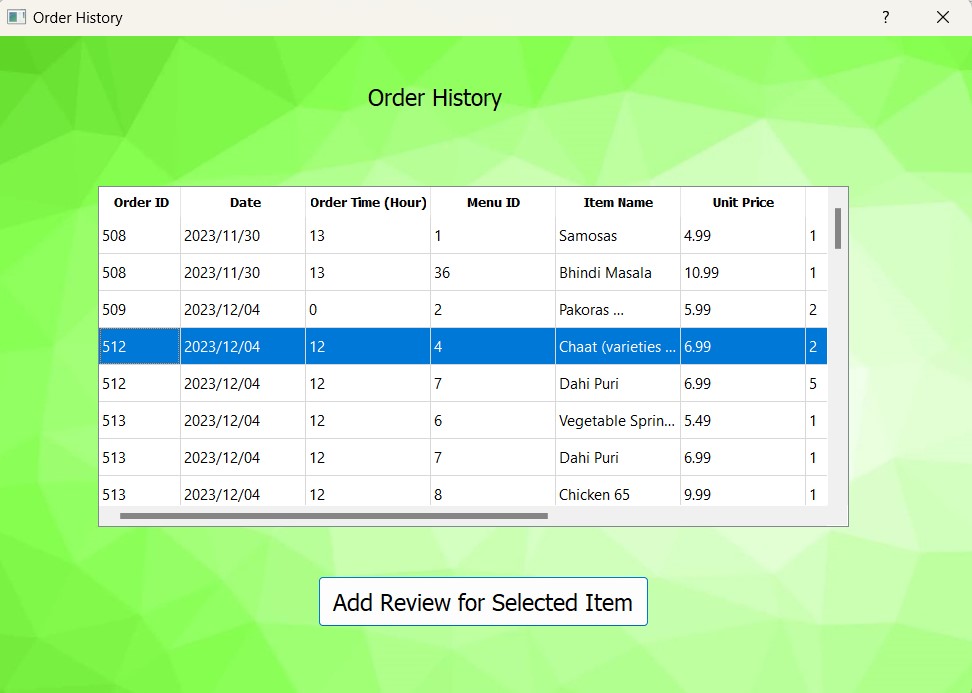 Order History
?
Order History
Order ID Date Order Time (Hour) Menu ID Item Name Unit Price
508 2023/11/30 13 1 Samosas 4.99 1
508 2023/11/30 13 36 Bhindi Masala 10.99 1
509 2023/12/04 0 2 Pakoras ... 5.99 2
512 2023/12/04 12 4 Chaat (varieties ... 6.99 2
512 2023/12/04 12 7 Dahi Puri 6.99 5
513 2023/12/04 12 6 Vegetable Sprin... 5.49 1
513 2023/12/04 12 7 Dahi Puri 6.99 1
513 2023/12/04 12 8 Chicken 65 9.99 1
Add Review for Selected Item